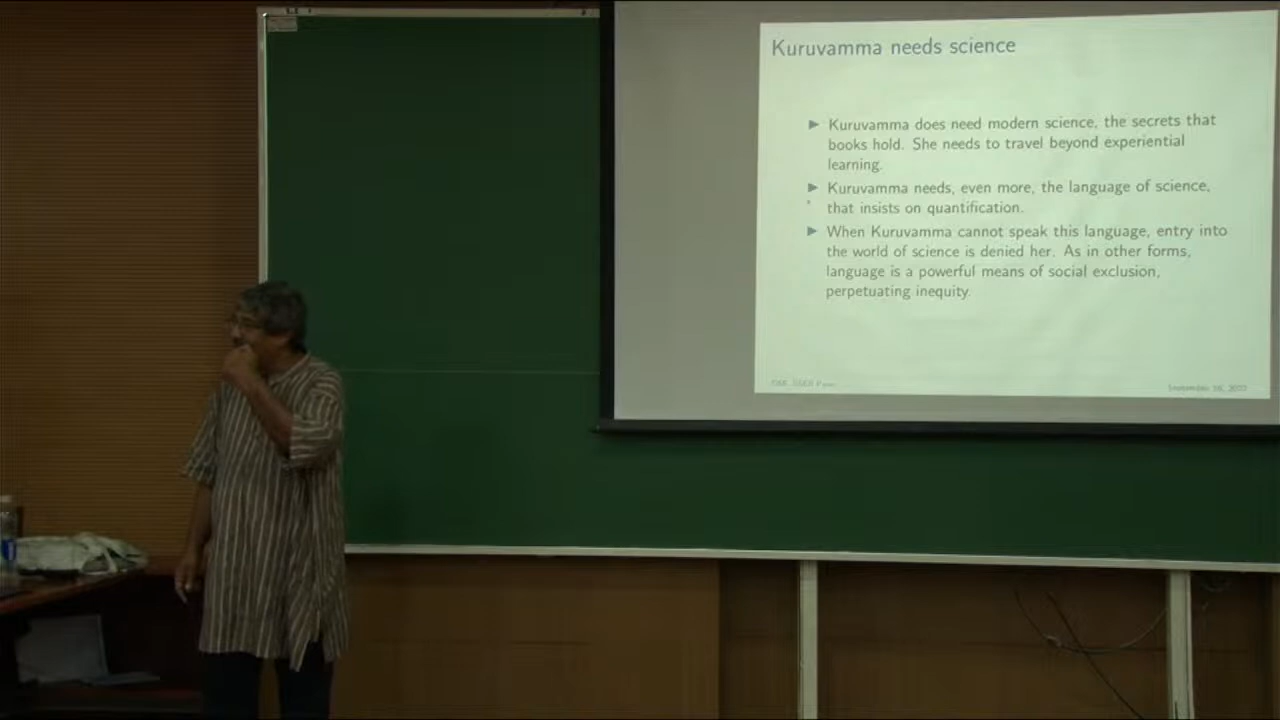 Kuruvamma needs science
▶ Kuruvamma does need modern science, the secrets that
books hold. She needs to travel beyond experiential
learning.
▶ Kuruvamma needs, even more, the language of science,
that insists on quantification.
▶ When Kuruvamma cannot speak this language, entry into
the world of science is denied her. As in other forms,
language is a powerful means of social exclusion,
perpetuating inequity.
September